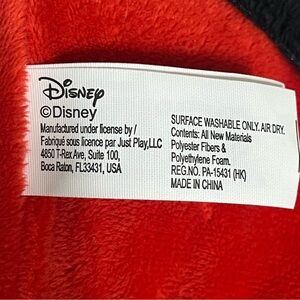 Disney
©Disney
Manufactured under license by /
Fabriqué sous licence par Just Play,LLC
4850 T-Rex Ave, Suite 100,
Boca Raton, FL33431, USA
SURFACE WASHABLE ONLY. AIR DRY.
Contents: All New Materials
Polyester Fibers &
Polyethylene Foam.
REG.NO. PA-15431 (HK)
MADE IN CHINA